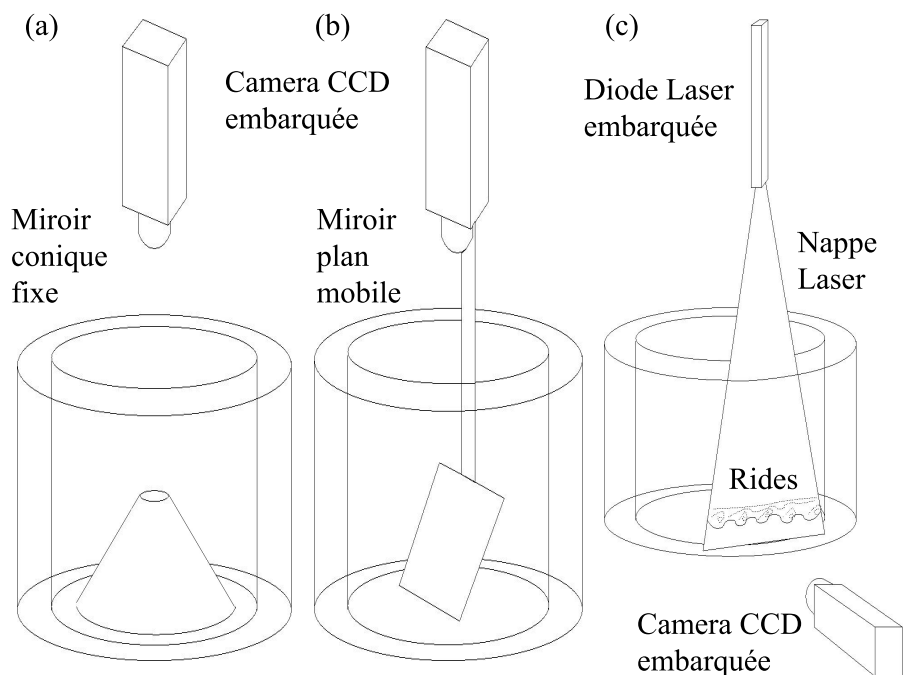 (a)
(b)
(c)
Camera CCD
embarquée
Diode Laser
embarquée
Miroir
conique
fixe
Miroir
plan
mobile
Nappe
Laser
Rides
Camera CCD
embarquée